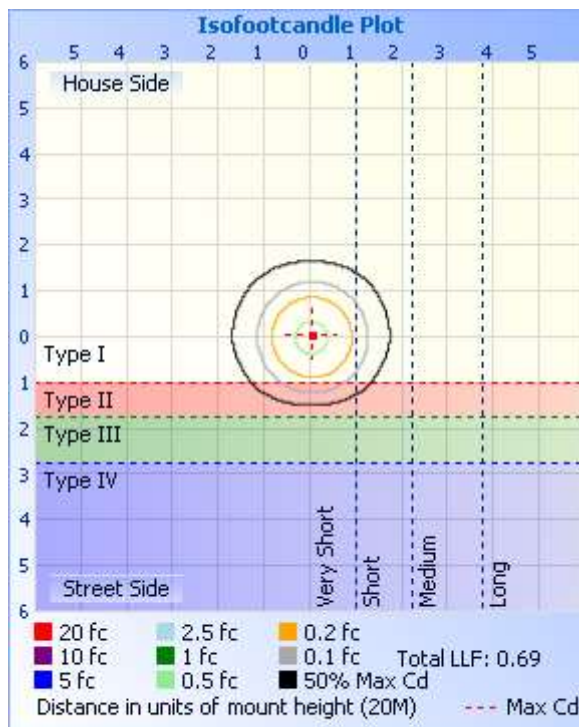 Isofootcandle Plot
5 4 3 2 1 0 1 2 3 4 5
6
House Side
5
4
3
2
1
0
Type I
1
Type II
2
Type III
3
Type IV
4
5
Very Short
Short
Medium
Long
Street Side
6
20 fc 2.5 fc 0.2 fc
10 fc 1 fc 0.1 fc Total LLF: 0.69
5 fc 0.5 fc 50% Max Cd
Distance in units of mount height (20M) Max Cd